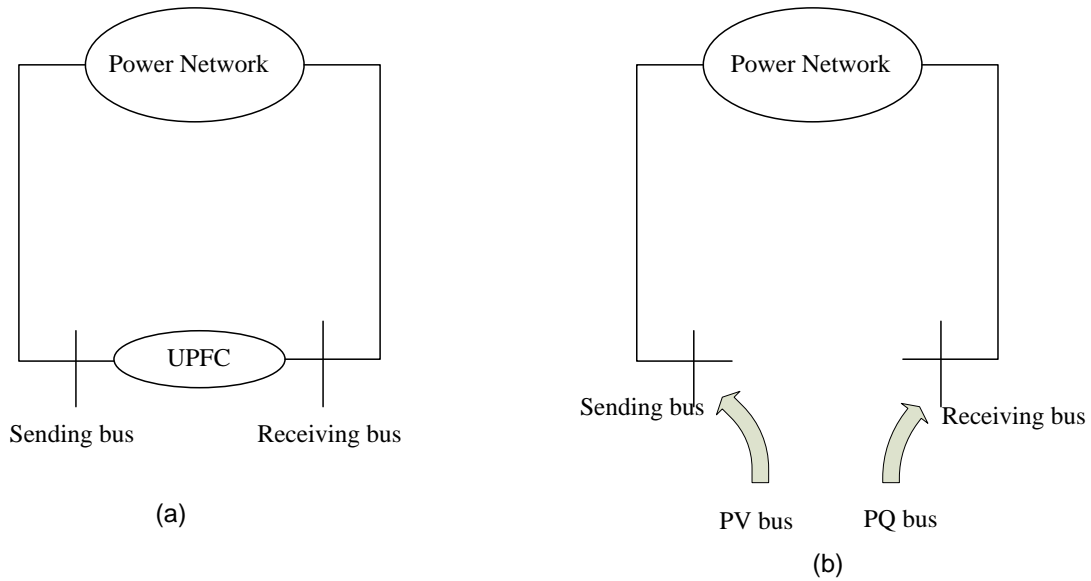 Power Network
UPFC
Sending bus
Receiving bus
(a)
Power Network
Sending bus
Receiving bus
PV bus
PQ bus
(b)